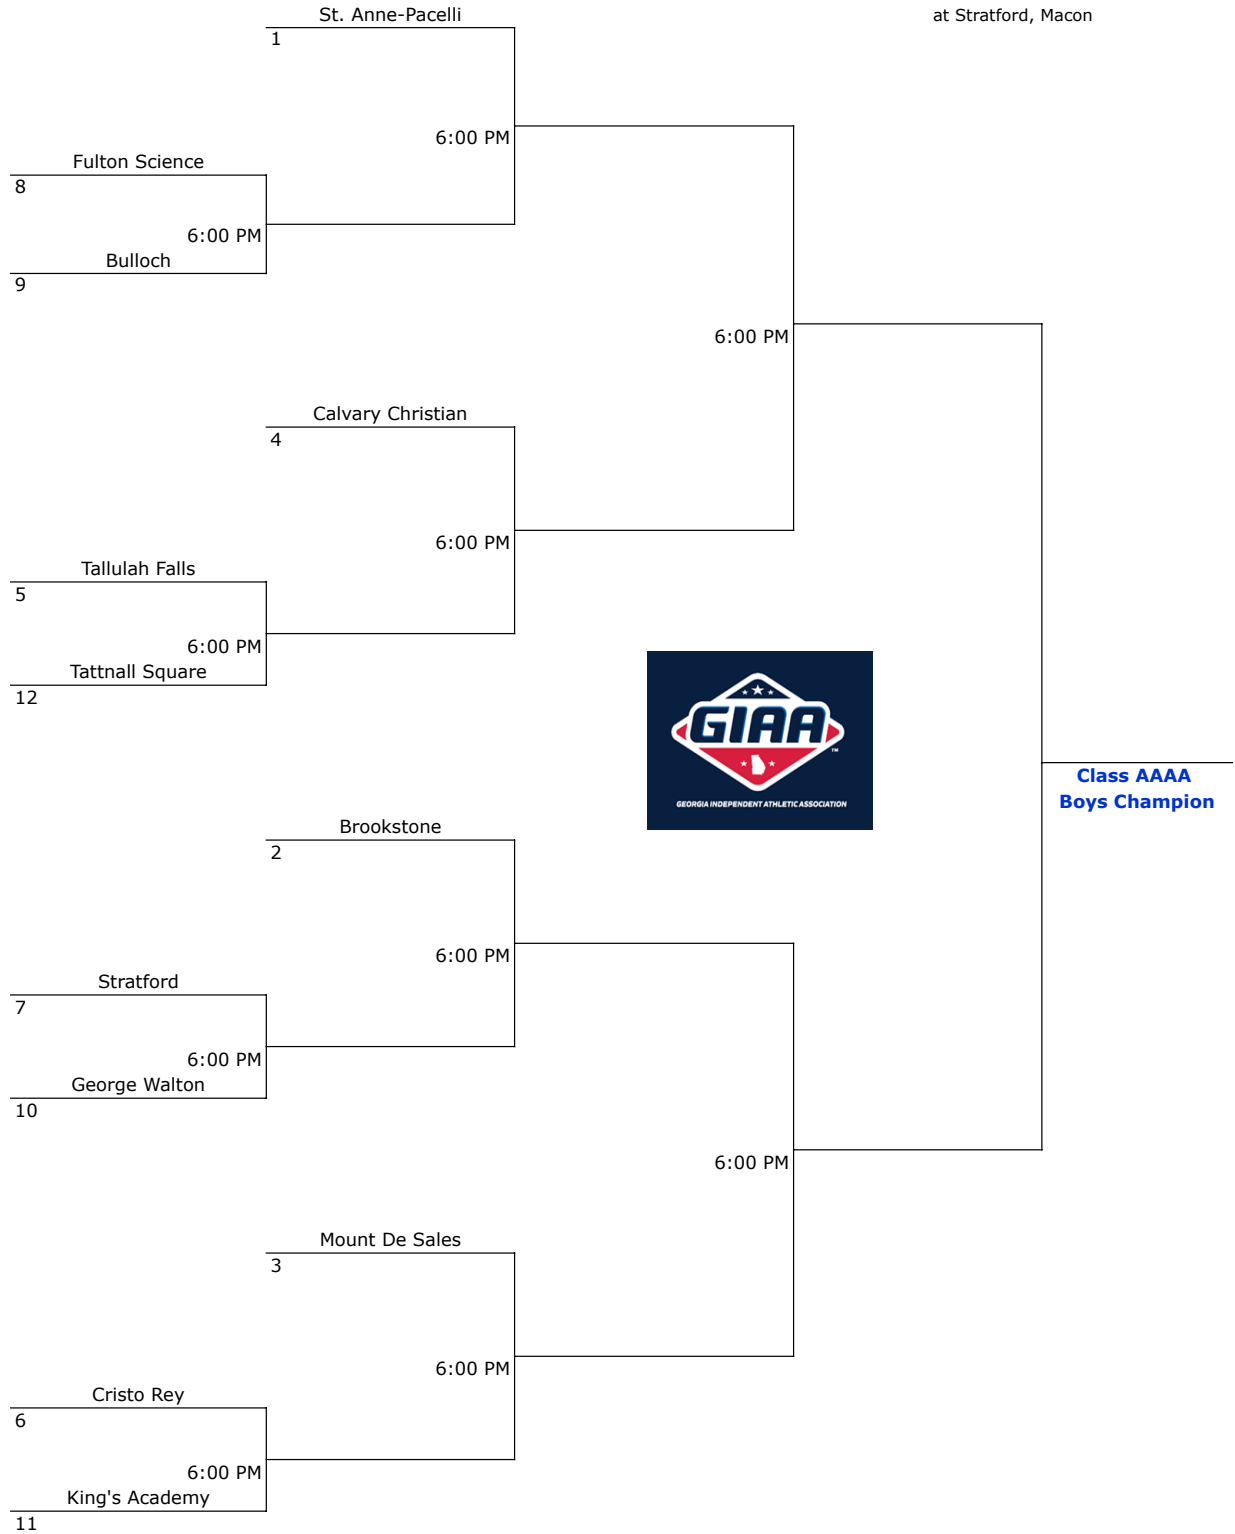 St. Anne-Pacelli
at Stratford, Macon
1
6:00 PM
Fulton Science
8
6:00 PM
Bulloch
9
6:00 PM
Calvary Christian
4
6:00 PM
Tallulah Falls
5
6:00 PM
Tattnall Square
12
GIAA
TM
GEORGIA INDEPENDENT ATHLETIC ASSOCIATION
Class AAAA
Boys Champion
Brookstone
2
6:00 PM
Stratford
7
6:00 PM
George Walton
10
6:00 PM
Mount De Sales
3
6:00 PM
Cristo Rey
6
6:00 PM
King's Academy
11